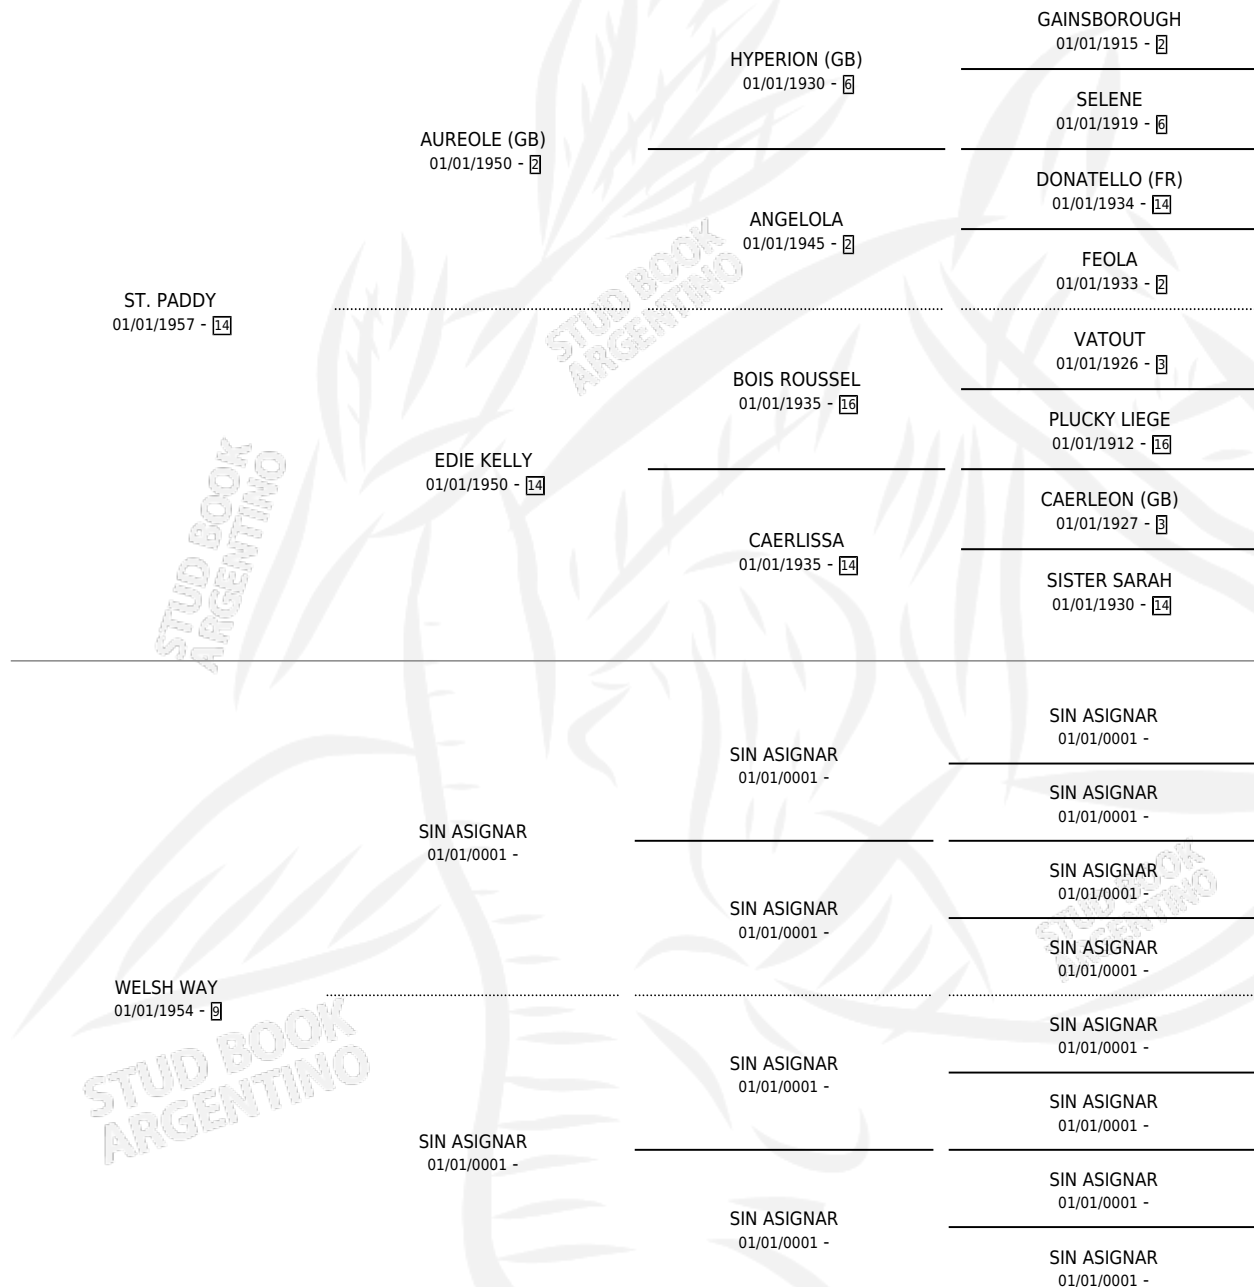 ST. PADDY
01/01/1957 - 14
AUREOLE (GB)
01/01/1950 - 2
EDIE KELLY
01/01/1950 - 14
HYPERION (GB)
01/01/1930 - 6
ANGELOLA
01/01/1945 - 2
BOIS ROUSSEL
01/01/1935 - 16
CAERLISSA
01/01/1935 - 14
GAINSBOROUGH
01/01/1915 - 2
SELENE
01/01/1919 - 6
DONATELLO (FR)
01/01/1934 - 14
FEOLA
01/01/1933 - 2
VATOUT
01/01/1926 - 3
PLUCKY LIEGE
01/01/1912 - 16
CAERLEON (GB)
01/01/1927 - 3
SISTER SARAH
01/01/1930 - 14
WELSH WAY
01/01/1954 - 9
SIN ASIGNAR
01/01/0001 -
SIN ASIGNAR
01/01/0001 -
SIN ASIGNAR
01/01/0001 -
SIN ASIGNAR
01/01/0001 -
SIN ASIGNAR
01/01/0001 -
SIN ASIGNAR
01/01/0001 -
SIN ASIGNAR
01/01/0001 -
SIN ASIGNAR
01/01/0001 -
SIN ASIGNAR
01/01/0001 -
SIN ASIGNAR
01/01/0001 -
SIN ASIGNAR
01/01/0001 -
SIN ASIGNAR
01/01/0001 -
SIN ASIGNAR
01/01/0001 -
SIN ASIGNAR
01/01/0001 -
STUD BOOK
ARGENTINO
STUD BOOK
ARGENTINO
STUD BOOK
ARGENTINO
STUD BOOK
ARGENTINO